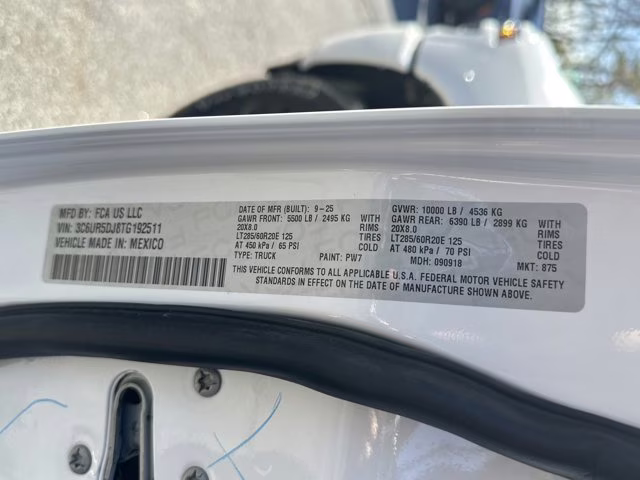 MFD BY: FCA US LLC
VIN: 3C6UR5DJ8TG192511
VEHICLE MADE IN: MEXICO
DATE OF MFR (BUILT): 9-25
GAWR FRONT: 5500 LB / 2495 KG
20X8.0 RIMS
LT285/60R20E 125 TIRES
AT 450 kPa / 65 PSI COLD
TYPE: TRUCK PAINT: PW7
GVWR: 10000 LB / 4536 KG
GAWR REAR: 6390 LB / 2899 KG
20X8.0 RIMS
LT285/60R20E 125 TIRES
AT 480 kPa / 70 PSI COLD
MDH: 090918 MKT: 875
THIS VEHICLE CONFORMS TO ALL APPLICABLE U.S.A. FEDERAL MOTOR VEHICLE SAFETY
STANDARDS IN EFFECT ON THE DATE OF MANUFACTURE SHOWN ABOVE.